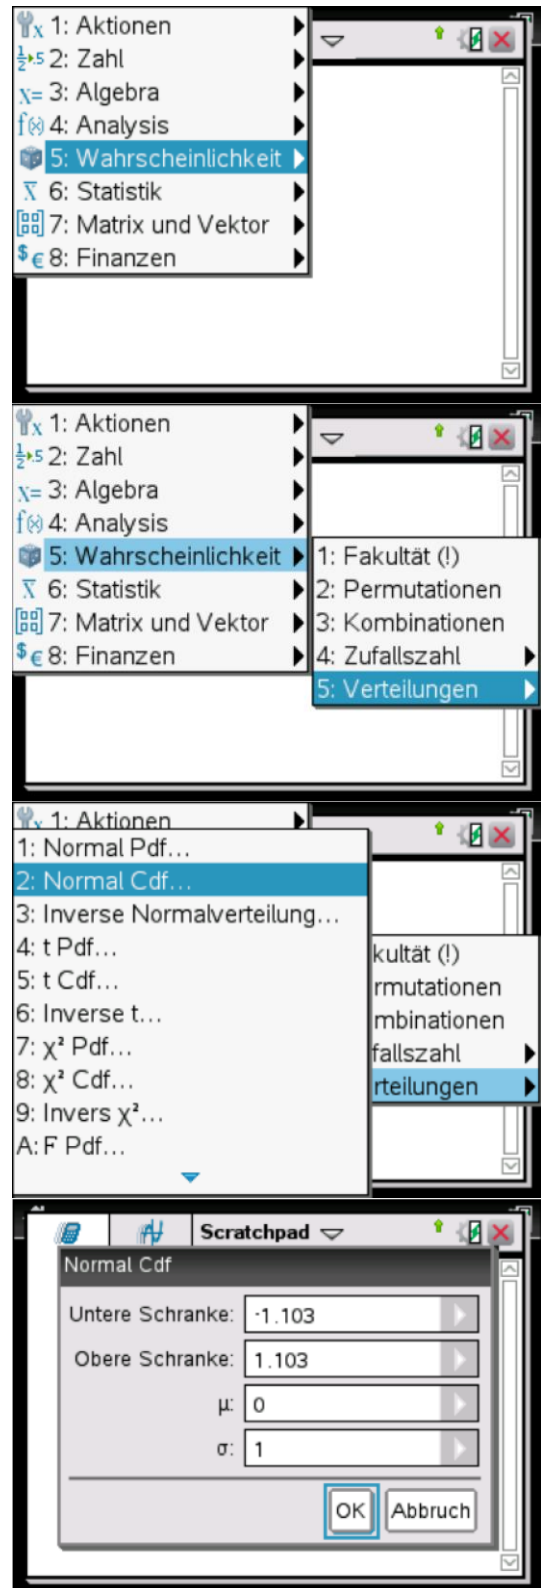 1: Aktionen
2: Zahl
3: Algebra
4: Analysis
5: Wahrscheinlichkeit
6: Statistik
7: Matrix und Vektor
8: Finanzen
1: Aktionen
2: Zahl
3: Algebra
4: Analysis
5: Wahrscheinlichkeit
6: Statistik
7: Matrix und Vektor
8: Finanzen
1: Fakultät (!)
2: Permutationen
3: Kombinationen
4: Zufallszahl
5: Verteilungen
1: Aktionen
1: Normal Pdf...
2: Normal Cdf...
3: Inverse Normalverteilung...
4: t Pdf...
5: t Cdf...
6: Inverse t...
7: χ² Pdf...
8: χ² Cdf...
9: Invers χ²...
A: F Pdf...
kultät (!)
rmutationen
mbinationen
fallszahl
rteilungen
Scratchpad
Normal Cdf
Untere Schranke: -1.103
Obere Schranke: 1.103
μ: 0
σ: 1
OK Abbruch